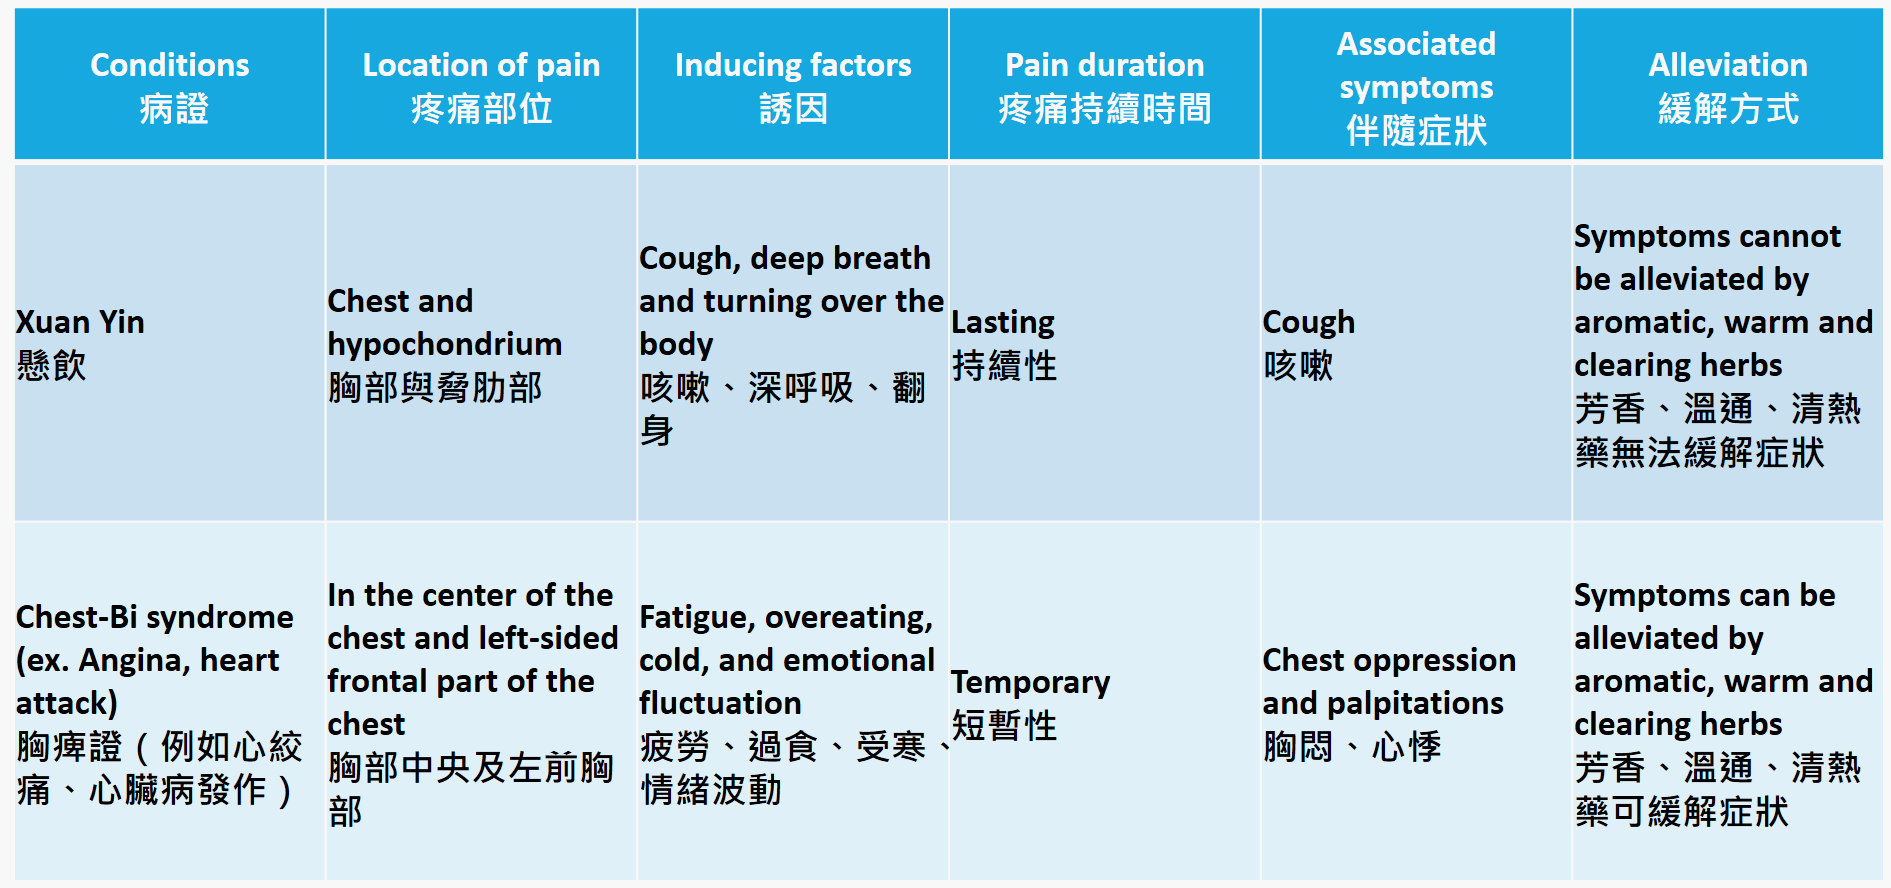 Conditions
病證
Location of pain
疼痛部位
Inducing factors
誘因
Pain duration
疼痛持續時間
Associated
symptoms
伴隨症狀
Alleviation
緩解方式
Xuan Yin
懸飲
Chest and
hypochondrium
胸部與脅肋部
Cough, deep breath
and turning over the
body
咳嗽、深呼吸、翻
身
Lasting
持續性
Cough
咳嗽
Symptoms cannot
be alleviated by
aromatic, warm and
clearing herbs
芳香、溫通、清熱
藥無法緩解症狀
Chest-Bi syndrome
(ex. Angina, heart
attack)
胸痺證（例如心絞
痛、心臟病發作）
In the center of the
chest and left-sided
frontal part of the
chest
胸部中央及左前胸
部
Fatigue, overeating,
cold, and emotional
fluctuation
疲勞、過食、受寒、
情緒波動
Temporary
短暫性
Chest oppression
and palpitations
胸悶、心悸
Symptoms can be
alleviated by
aromatic, warm and
clearing herbs
芳香、溫通、清熱
藥可緩解症狀